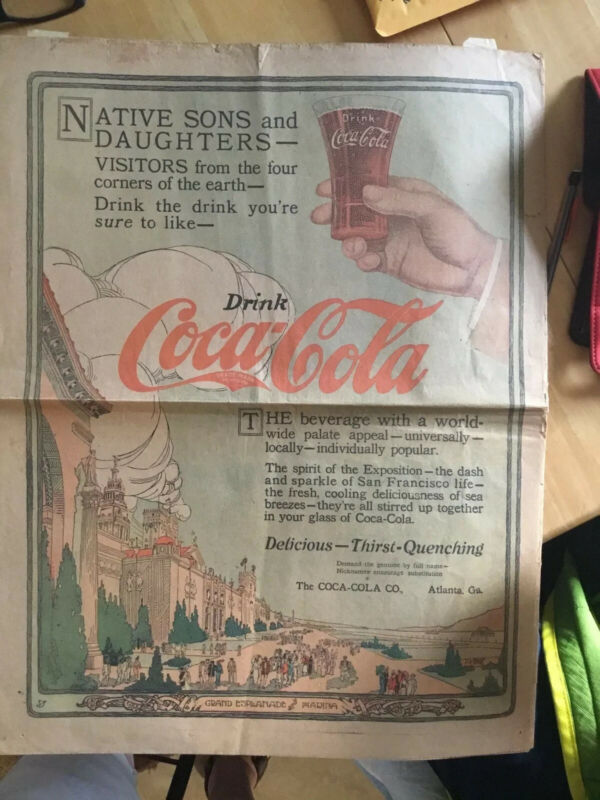 NATIVE SONS and
DAUGHTERS—
VISITORS from the four
corners of the earth—
Drink the drink you're
sure to like—
Drink
Coca-Cola
Drink
Coca-Cola
THE beverage with a world-
wide palate appeal—universally—
locally—individually popular.
The spirit of the Exposition—the dash
and sparkle of San Francisco life—
the fresh, cooling deliciousness of sea
breezes—they're all stirred up together
in your glass of Coca-Cola.
Delicious—Thirst-Quenching
Demand the genuine by full name—
Nicknames encourage substitution
The COCA-COLA CO., Atlanta, Ga.
GRAND ESPLANADE AND MARINA